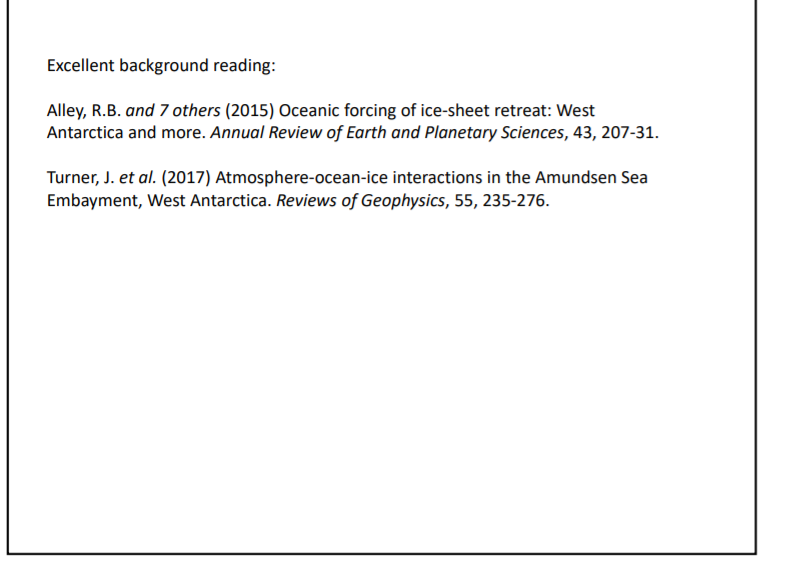 Excellent background reading:
Alley, R.B. and 7 others (2015) Oceanic forcing of ice-sheet retreat: West
Antarctica and more. Annual Review of Earth and Planetary Sciences, 43, 207-31.
Turner, J. et al. (2017) Atmosphere-ocean-ice interactions in the Amundsen Sea
Embayment, West Antarctica. Reviews of Geophysics, 55, 235-276.